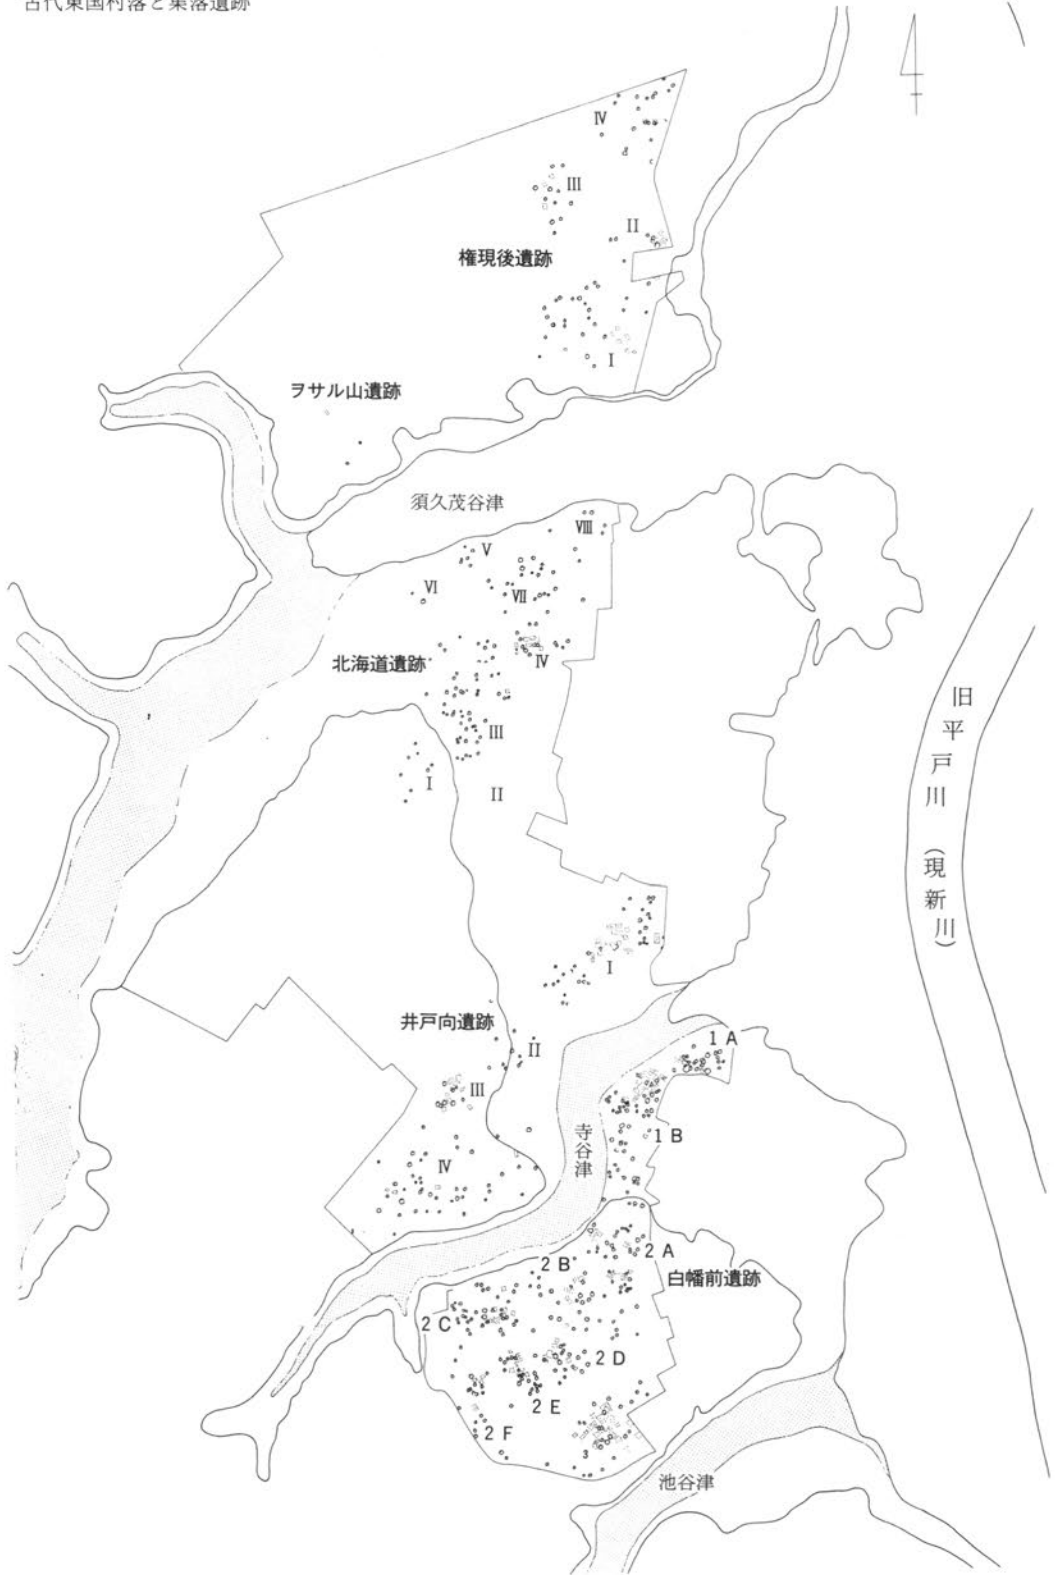 古代東国村落と集落遺跡
Ⅳ
Ⅲ
Ⅱ
権現後遺跡
Ⅰ
ヲサル山遺跡
須久茂谷津
Ⅷ
Ⅴ
Ⅵ
Ⅶ
北海道遺跡
Ⅳ
Ⅲ
Ⅰ
Ⅱ
旧平戸川（現新川）
Ⅰ
井戸向遺跡
Ⅱ
Ⅲ
Ⅳ
寺谷津
1 A
1 B
2 A
2 B
白幡前遺跡
2 C
2 D
2 E
2 F
3
池谷津